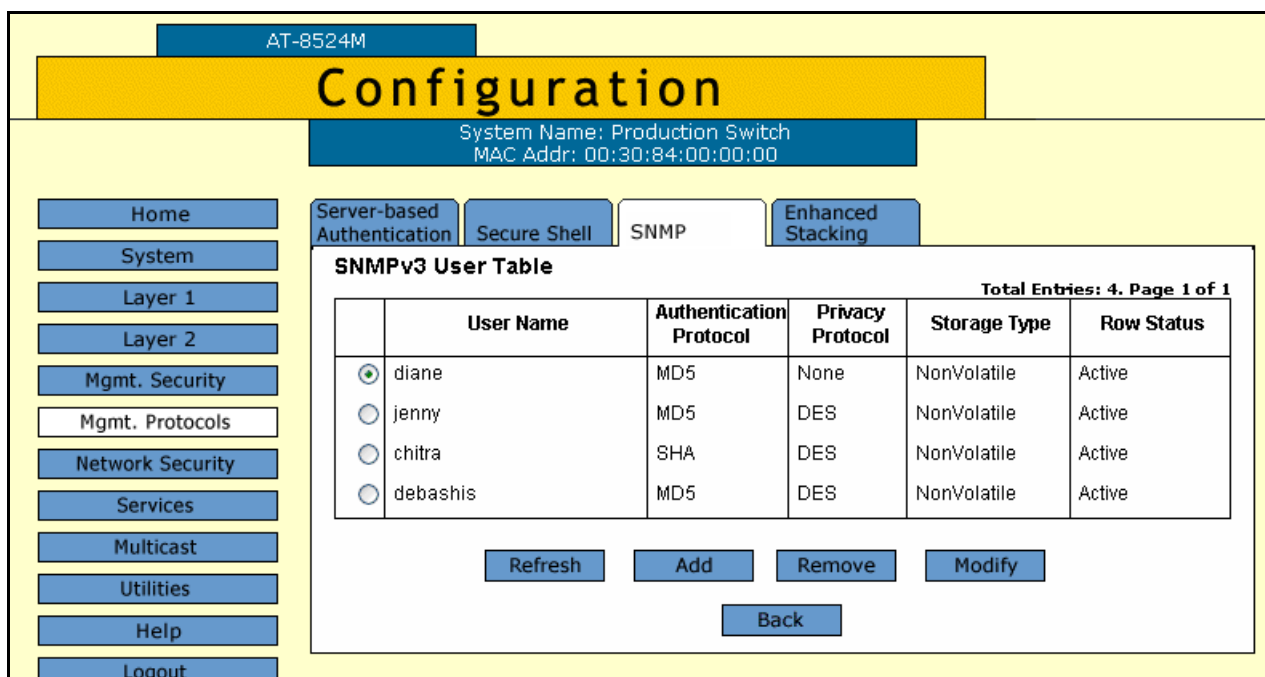 AT-8524M
Configuration
System Name: Production Switch
MAC Addr: 00:30:84:00:00:00
Home
System
Layer 1
Layer 2
Mgmt. Security
Mgmt. Protocols
Network Security
Services
Multicast
Utilities
Help
Logout
Server-based
Authentication
Secure Shell
SNMP
Enhanced
Stacking
SNMPv3 User Table
Total Entries: 4. Page 1 of 1
User Name Authentication Protocol Privacy Protocol Storage Type Row Status
diane MD5 None NonVolatile Active
jenny MD5 DES NonVolatile Active
chitra SHA DES NonVolatile Active
debashis MD5 DES NonVolatile Active
Refresh Add Remove Modify
Back